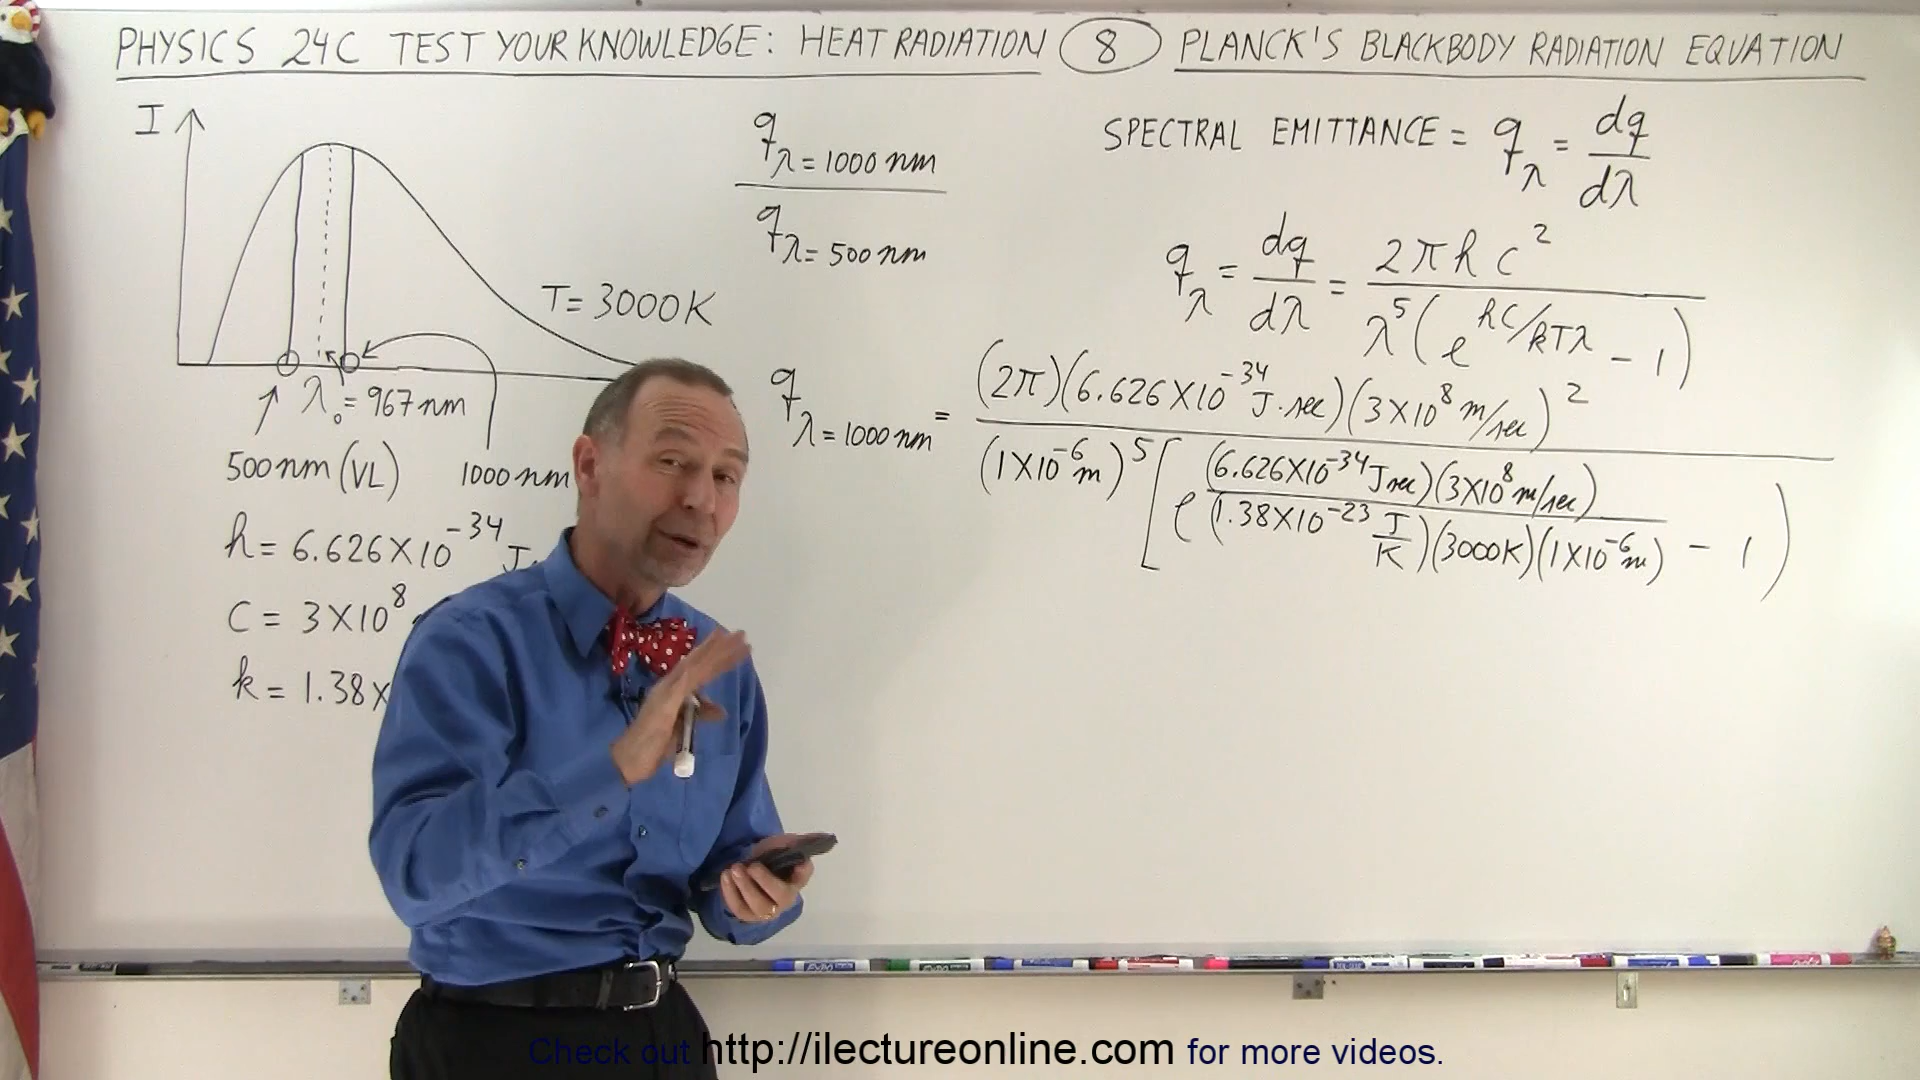 PHYSICS 24C TEST YOUR KNOWLEDGE: HEAT RADIATION 8 PLANCK'S BLACKBODY RADIATION EQUATION
I
T = 3000K
λ₀ = 967 nm
500 nm (VL) 1000 nm
h = 6.626 X 10⁻³⁴ J.
C = 3 X 10⁸
k = 1.38 X
q λ = 1000 nm
q λ = 500 nm
SPECTRAL EMITTANCE = q_λ = dq/dλ
q_λ = dq/dλ = 2πhc² / λ⁵(e^(hc/kTλ) - 1)
q λ = 1000 nm = (2π)(6.626 X 10⁻³⁴ J·sec)(3 X 10⁸ m/sec)²
(1 X 10⁻⁶ m)⁵ [e (6.626 X 10⁻³⁴ J sec)(3 X 10⁸ m/sec)
(1.38 X 10⁻²³ J/K)(3000K)(1 X 10⁻⁶ m) - 1)
Check out http://ilectureonline.com for more videos.